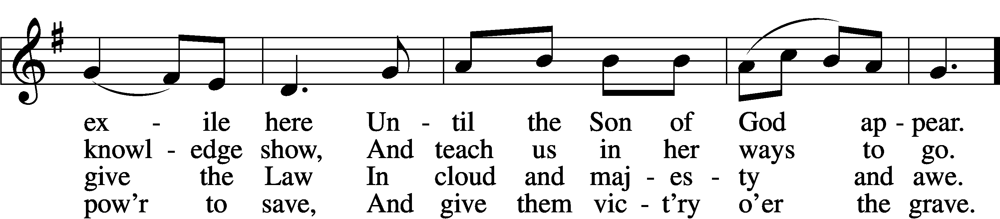 ex - ile here Un - til the Son of God ap - pear.
knowl - edge show, And teach us in her ways to go.
give the Law In cloud and maj - es - ty and awe.
pow’r to save, And give them vic - t’ry o’er the grave.